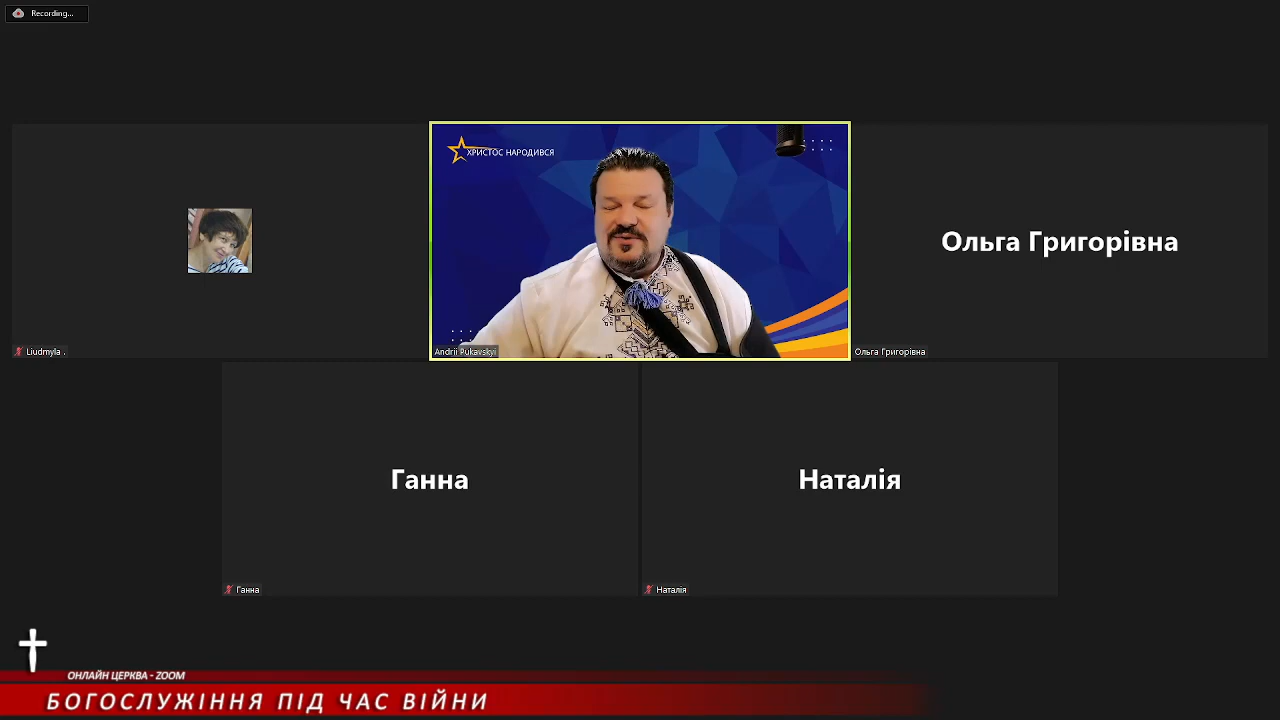 Recording...
ХРИСТОС НАРОДИВСЯ
Ольга Григорівна
Liudmyla .
Andrii Pukavskyi
Ольга Григорівна
Ганна
Наталія
Ганна
Наталія
ОНЛАЙН ЦЕРКВА - ZOOM
БОГОСЛУЖІННЯ ПІД ЧАС ВІЙНИ